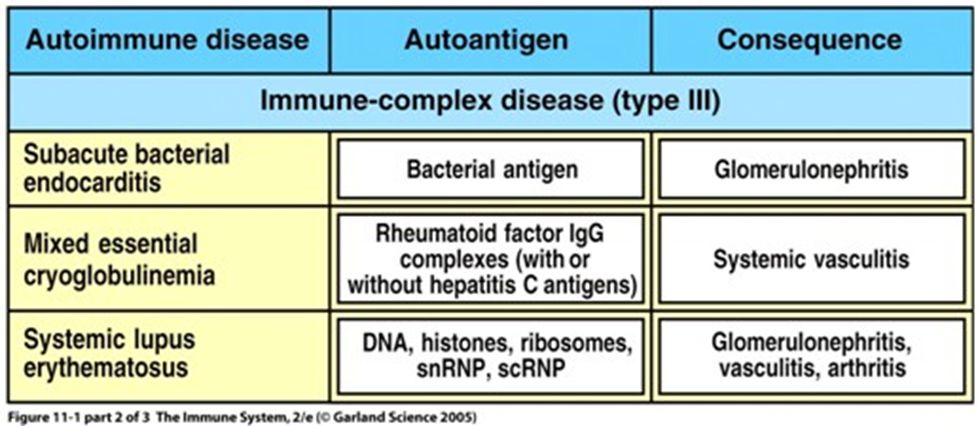 Autoimmune disease
Autoantigen
Consequence
Immune-complex disease (type III)
Subacute bacterial
endocarditis
Bacterial antigen
Glomerulonephritis
Mixed essential
cryoglobulinemia
Rheumatoid factor IgG
complexes (with or
without hepatitis C antigens)
Systemic vasculitis
Systemic lupus
erythematosus
DNA, histones, ribosomes,
snRNP, scRNP
Glomerulonephritis,
vasculitis, arthritis
Figure 11-1 part 2 of 3 The Immune System, 2/e (© Garland Science 2005)